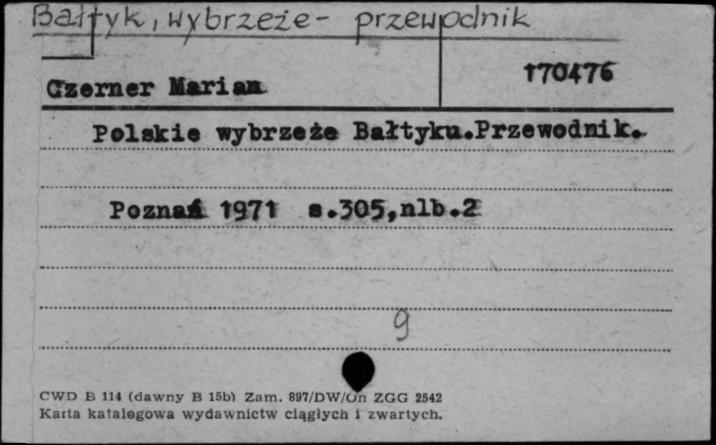 Bałtyk, wybrzeże - przewodnik
170476
Czerner Marian
Polskie wybrzeże Bałtyku.Przewodnik.
Poznań 1971 s.305,nlb.2
9
CWD B 114 (dawny B 15b) Zam. 897/DW/On ZGG 2542
Karta katalogowa wydawnictw ciągłych i zwartych.